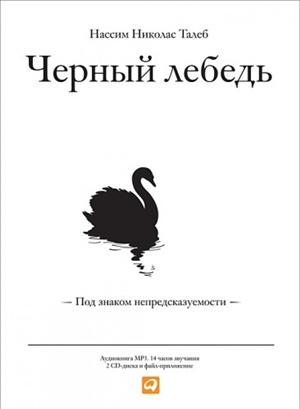 Нассим Николас Талеб
Черный лебедь
Под знаком непредсказуемости
Аудиокнига MP3. 14 часов звучания
2 CD-диска и файл-приложение